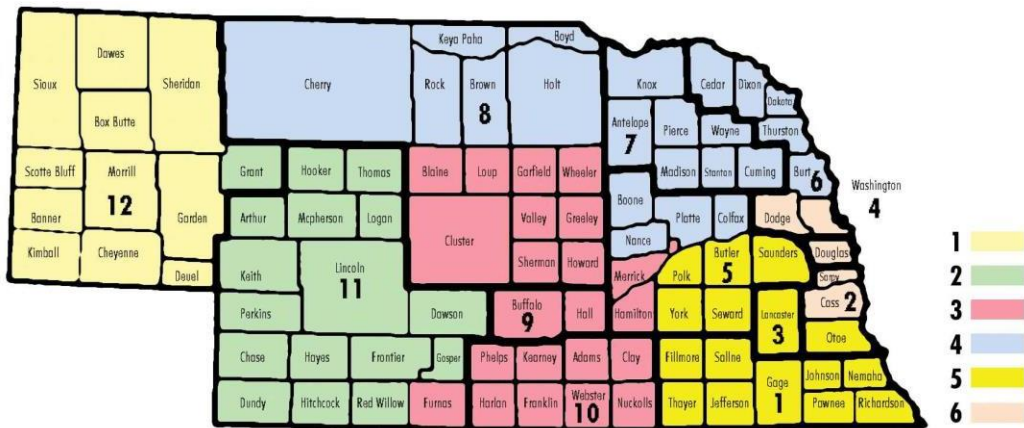 Keya Paha
Boyd
Dawes
Sioux
Sheridan
Cherry
Rock
Brown
8
Holt
Knox
Cedar
Dixon
Dakota
Box Butte
Antelope
7
Pierce
Wayne
Thurston
Scotte Bluff
Morrill
12
Grant
Hooker
Thomas
Blaine
Loup
Garfield
Wheeler
Madison
Stanton
Cuming
Burt
6
Washington
4
Banner
Garden
Arthur
Mcpherson
Logan
Cluster
Valley
Greeley
Boone
Platte
Colfax
Dodge
Kimball
Cheyenne
Deuel
Keith
Lincoln
11
Sherman
Howard
Nance
Merrick
Polk
Butler
5
Saunders
Douglas
Sarpy
Cass
2
Perkins
Dawson
Buffalo
9
Hall
Hamilton
York
Seward
Lancaster
3
Otoe
Chase
Hayes
Frontier
Gosper
Phelps
Kearney
Adams
Clay
Fillmore
Saline
Gage
1
Johnson
Nemaha
Dundy
Hitchcock
Red Willow
Furnas
Harlan
Franklin
Webster
10
Nuckolls
Thayer
Jefferson
Pawnee
Richardson
1
2
3
4
5
6